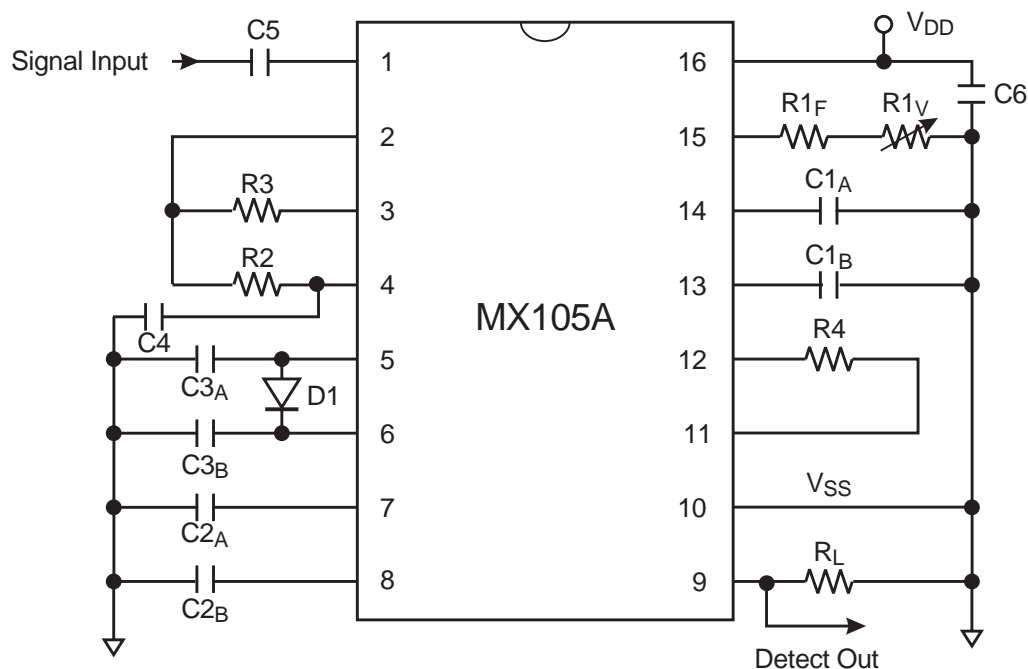 C5
Signal Input
1
2
R3
3
R2
4
C4
5
C3A
D1
6
C3B
7
C2A
8
C2B
MX105A
VDD
16
C6
R1F
R1V
15
C1A
14
C1B
13
R4
12
11
VSS
10
RL
9
Detect Out